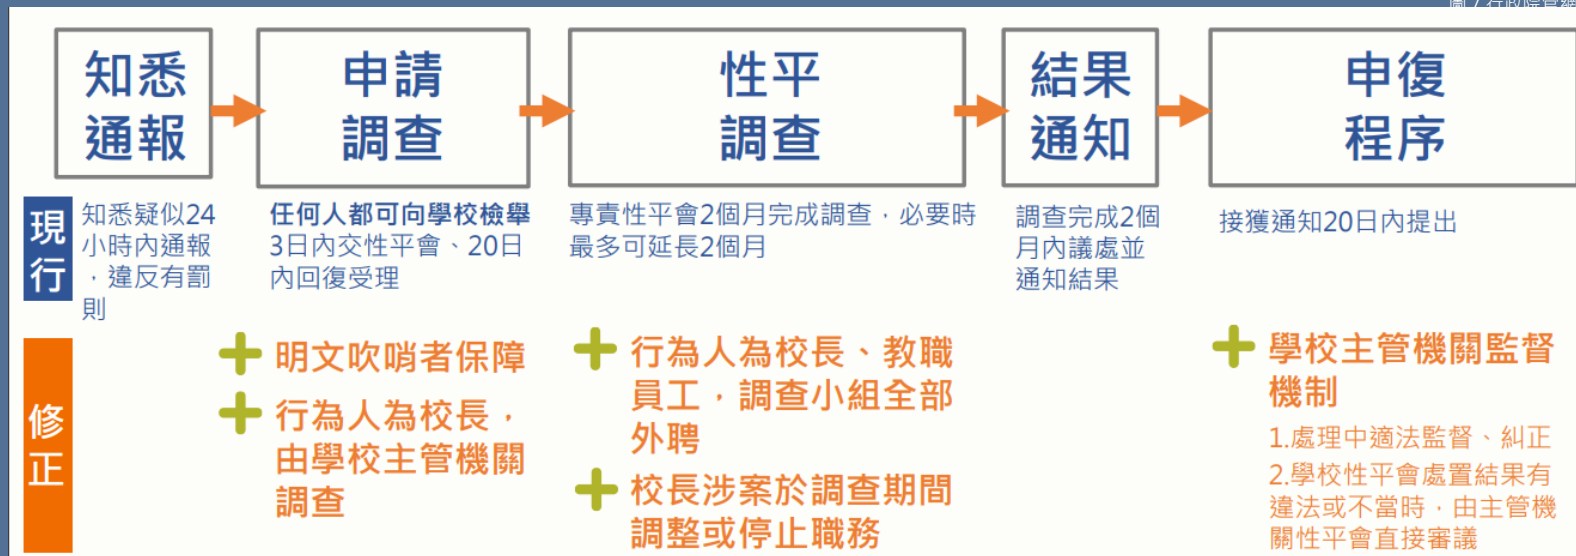 圖／行政院官網
知悉
通報
申請
調查
性平
調查
結果
通知
申復
程序
現行
知悉疑似24
小時內通報
，違反有罰
則
任何人都可向學校檢舉
3日內交性平會、20日
內回復受理
專責性平會2個月完成調查，必要時
最多可延長2個月
調查完成2個
月內議處並
通知結果
接獲通知20日內提出
修正
明文吹哨者保障
行為人為校長，
由學校主管機關
調查
行為人為校長、教職
員工，調查小組全部
外聘
校長涉案於調查期間
調整或停止職務
學校主管機關監督
機制
1.處理中適法監督、糾正
2.學校性平會處置結果有
違法或不當時，由主管機
關性平會直接審議